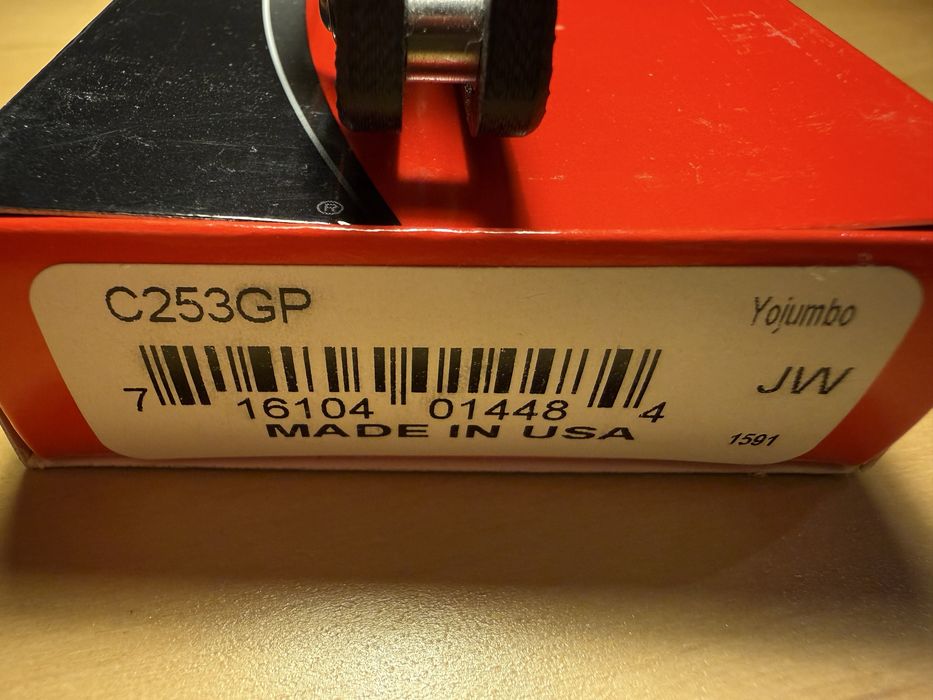 ®
C253GP
Yojumbo
JW
7 16104 01448 4
MADE IN USA
1591